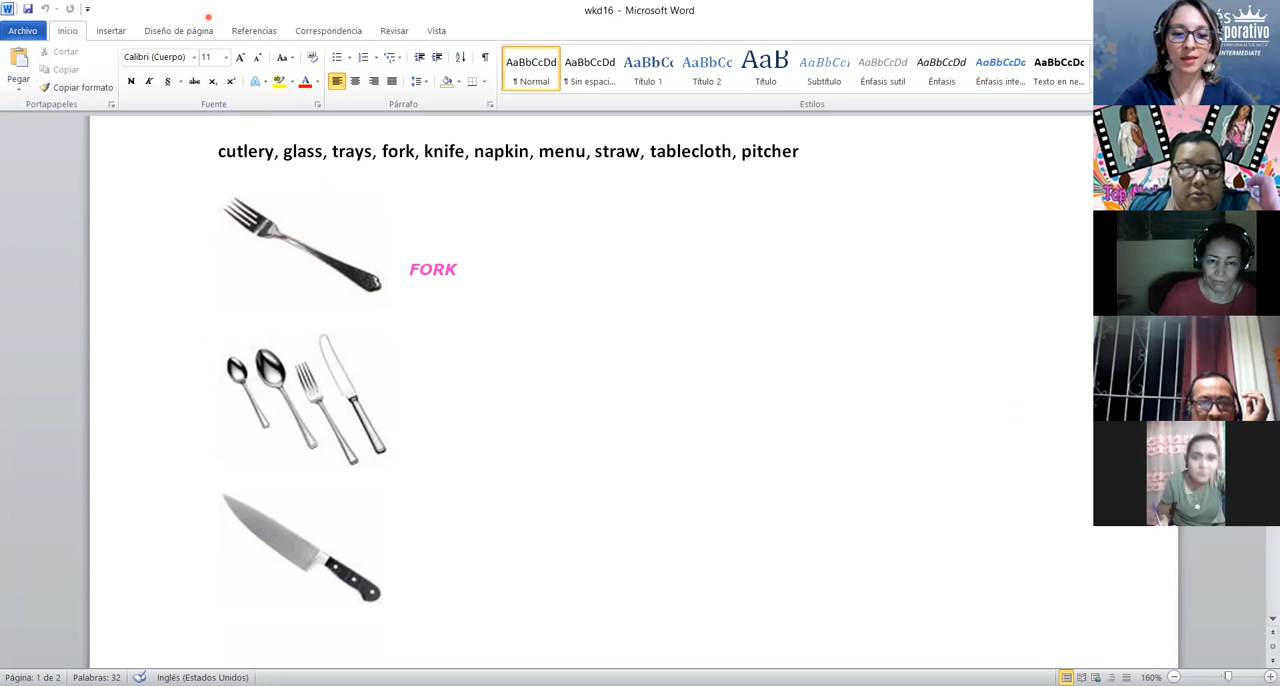 wkd16 - Microsoft Word
Archivo Inicio Insertar Diseño de página Referencias Correspondencia Revisar Vista
Pegar
Cortar
Copiar
Copiar formato
Portapapeles
Calibri (Cuerpo) 11
Fuente
Párrafo
AaBbCcDd AaBbCcDd AaBbCc AaBbCc AaB AaBbCcl AaBbCcDd AaBbCcDd AaBbCcDc AaBbCcDc
¶ Normal ¶ Sin espaci... Título 1 Título 2 Título Subtítulo Énfasis sutil Énfasis Énfasis inte... Texto en ne...
Estilos
cutlery, glass, trays, fork, knife, napkin, menu, straw, tablecloth, pitcher
FORK
Página: 1 de 2 Palabras: 32 Inglés (Estados Unidos) 160%